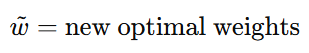 w̃ = new optimal weights